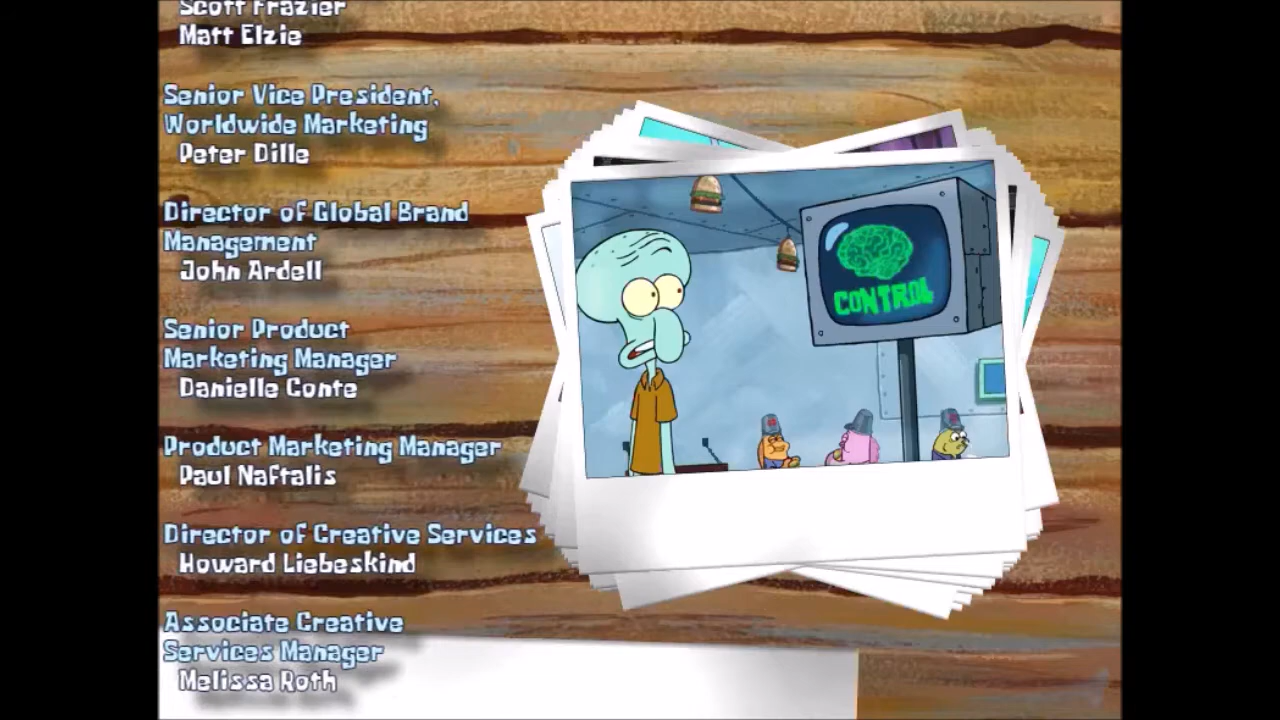 Scott Frazier
Matt Elzie
Senior Vice President,
Worldwide Marketing
Peter Dille
Director of Global Brand
Management
John Ardell
Senior Product
Marketing Manager
Danielle Conte
Product Marketing Manager
Paul Naftalis
Director of Creative Services
Howard Liebeskind
Associate Creative
Services Manager
Melissa Roth
CONTROL